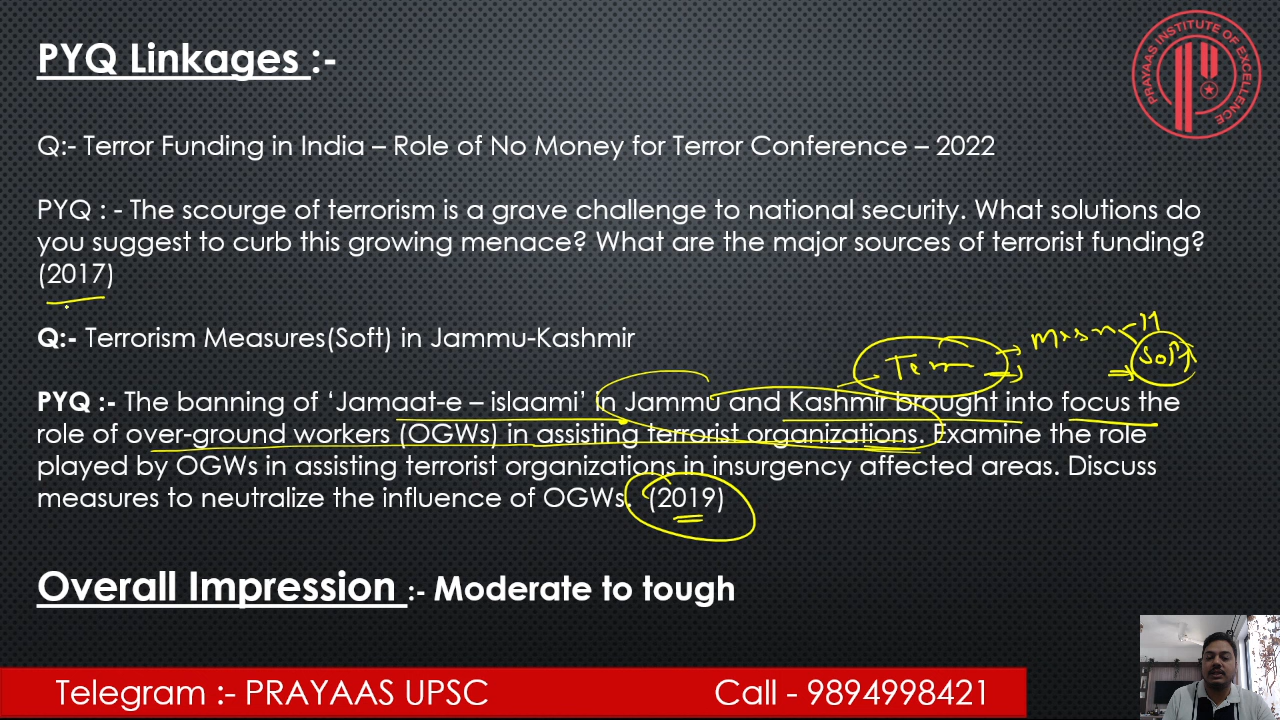 PYQ Linkages :-
PRAYAAS INSTITUTE OF EXCELLENCE
Q:- Terror Funding in India – Role of No Money for Terror Conference – 2022
PYQ : - The scourge of terrorism is a grave challenge to national security. What solutions do
you suggest to curb this growing menace? What are the major sources of terrorist funding?
(2017)
Q:- Terrorism Measures(Soft) in Jammu-Kashmir
Soft
PYQ :- The banning of ‘Jamaat-e – islaami’ in Jammu and Kashmir brought into focus the
role of over-ground workers (OGWs) in assisting terrorist organizations. Examine the role
played by OGWs in assisting terrorist organizations in insurgency affected areas. Discuss
measures to neutralize the influence of OGWs. (2019)
Overall Impression :- Moderate to tough
Telegram :- PRAYAAS UPSC
Call - 9894998421